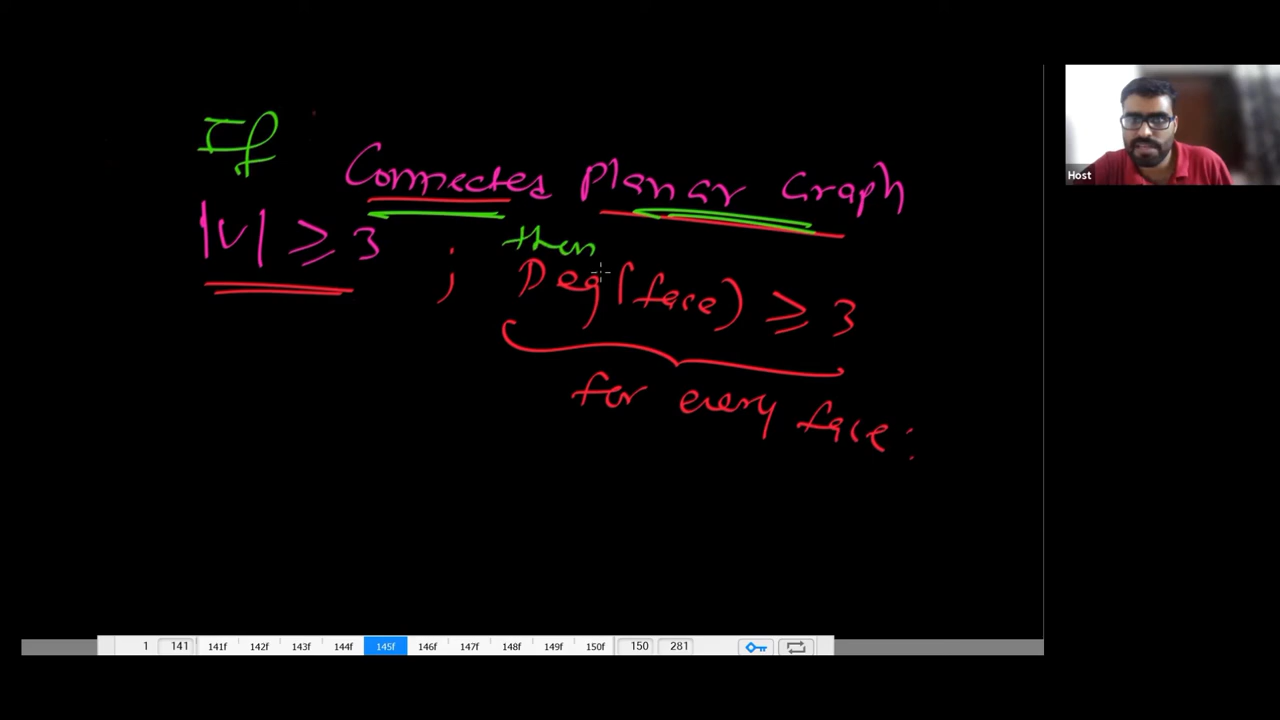 If
Connected Planar Graph
|V| ⩾ 3 ; then
Deg(face) ⩾ 3
for every face:
Host
1 141 141f 142f 143f 144f 145f 146f 147f 148f 149f 150f 150 281